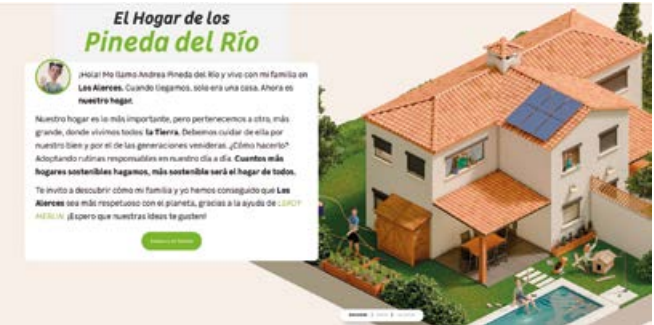 El Hogar de los
Pineda del Río
¡Hola! Me llamo Andrea Pineda del Río y vivo con mi familia en
Los Alerces. Cuando llegamos, solo era una casa. Ahora es
nuestro hogar.
Nuestro hogar es lo más importante, pero pertenecemos a otro, más
grande, donde vivimos todos: la Tierra. Debemos cuidar de ella por
nuestro bien y por el de las generaciones venideras. ¿Cómo hacerlo?
Adoptando rutinas responsables en nuestro día a día. Cuantos más
hogares sostenibles hagamos, más sostenible será el hogar de todos.
Te invito a descubrir cómo mi familia y yo hemos conseguido que Los
Alerces sea más respetuoso con el planeta, gracias a la ayuda de LEROY
MERLIN. ¡Espero que nuestras ideas te gusten!